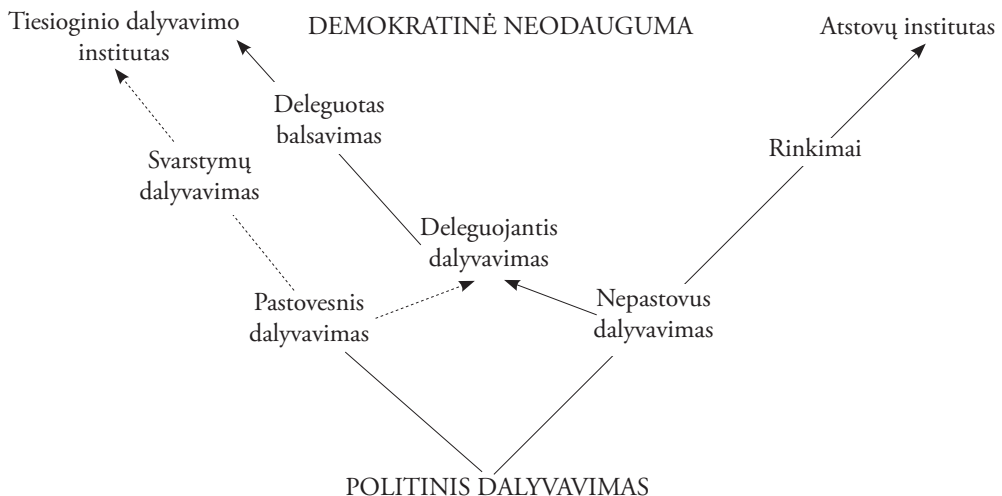 Tiesioginio dalyvavimo
institutas
DEMOKRATINĖ NEODAUGUMA
Atstovų institutas
Deleguotas
balsavimas
Rinkimai
Svarstymų
dalyvavimas
Deleguojantis
dalyvavimas
Pastovesnis
dalyvavimas
Nepastovus
dalyvavimas
POLITINIS DALYVAVIMAS